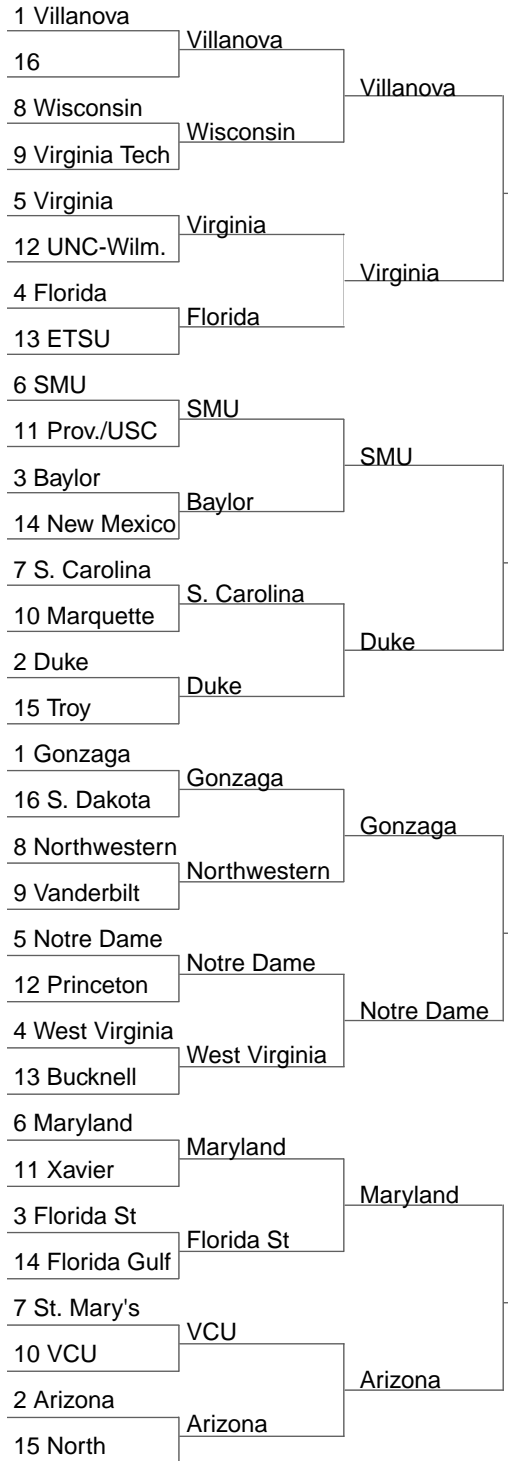 1 Villanova
16
8 Wisconsin
9 Virginia Tech
5 Virginia
12 UNC-Wilm.
4 Florida
13 ETSU
6 SMU
11 Prov./USC
3 Baylor
14 New Mexico
7 S. Carolina
10 Marquette
2 Duke
15 Troy
1 Gonzaga
16 S. Dakota
8 Northwestern
9 Vanderbilt
5 Notre Dame
12 Princeton
4 West Virginia
13 Bucknell
6 Maryland
11 Xavier
3 Florida St
14 Florida Gulf
7 St. Mary's
10 VCU
2 Arizona
15 North
Villanova
Wisconsin
Virginia
Florida
SMU
Baylor
S. Carolina
Duke
Gonzaga
Northwestern
Notre Dame
West Virginia
Maryland
Florida St
VCU
Arizona
Villanova
Virginia
SMU
Duke
Gonzaga
Notre Dame
Maryland
Arizona